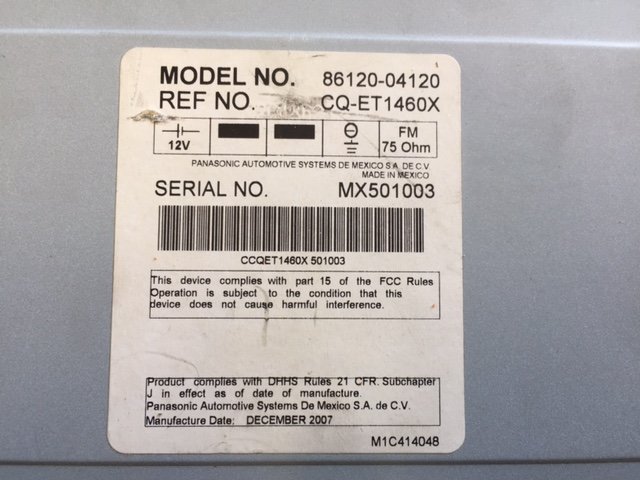 MODEL NO. 86120-04120
REF NO. CQ-ET1460X
12V FM
75 Ohm
PANASONIC AUTOMOTIVE SYSTEMS DE MEXICO S.A. DE C.V
MADE IN MEXICO
SERIAL NO. MX501003
CCQET1460X 501003
This device complies with part 15 of the FCC Rules
Operation is subject to the condition that this
device does not cause harmful interference.
Product complies with DHHS Rules 21 CFR. Subchapter
J in effect as of date of manufacture.
Panasonic Automotive Systems De Mexico S.A. de C.V.
Manufacture Date: DECEMBER 2007
M1C414048